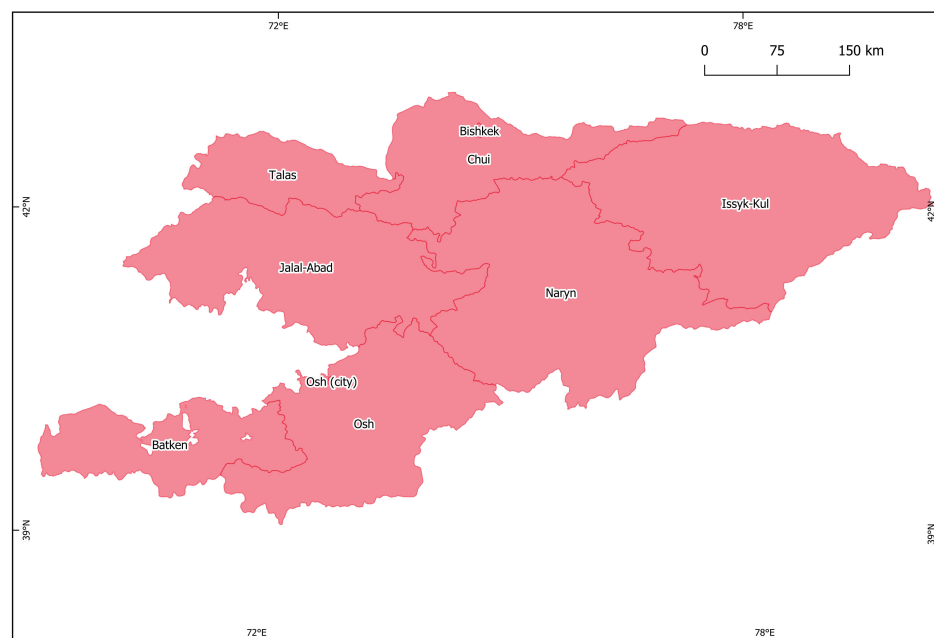 72°E
78°E
0 75 150 km
Bishkek
Chui
Talas
42°N
Issyk-Kul
42°N
Jalal-Abad
Naryn
Osh (city)
Osh
Batken
39°N
39°N
72°E
78°E